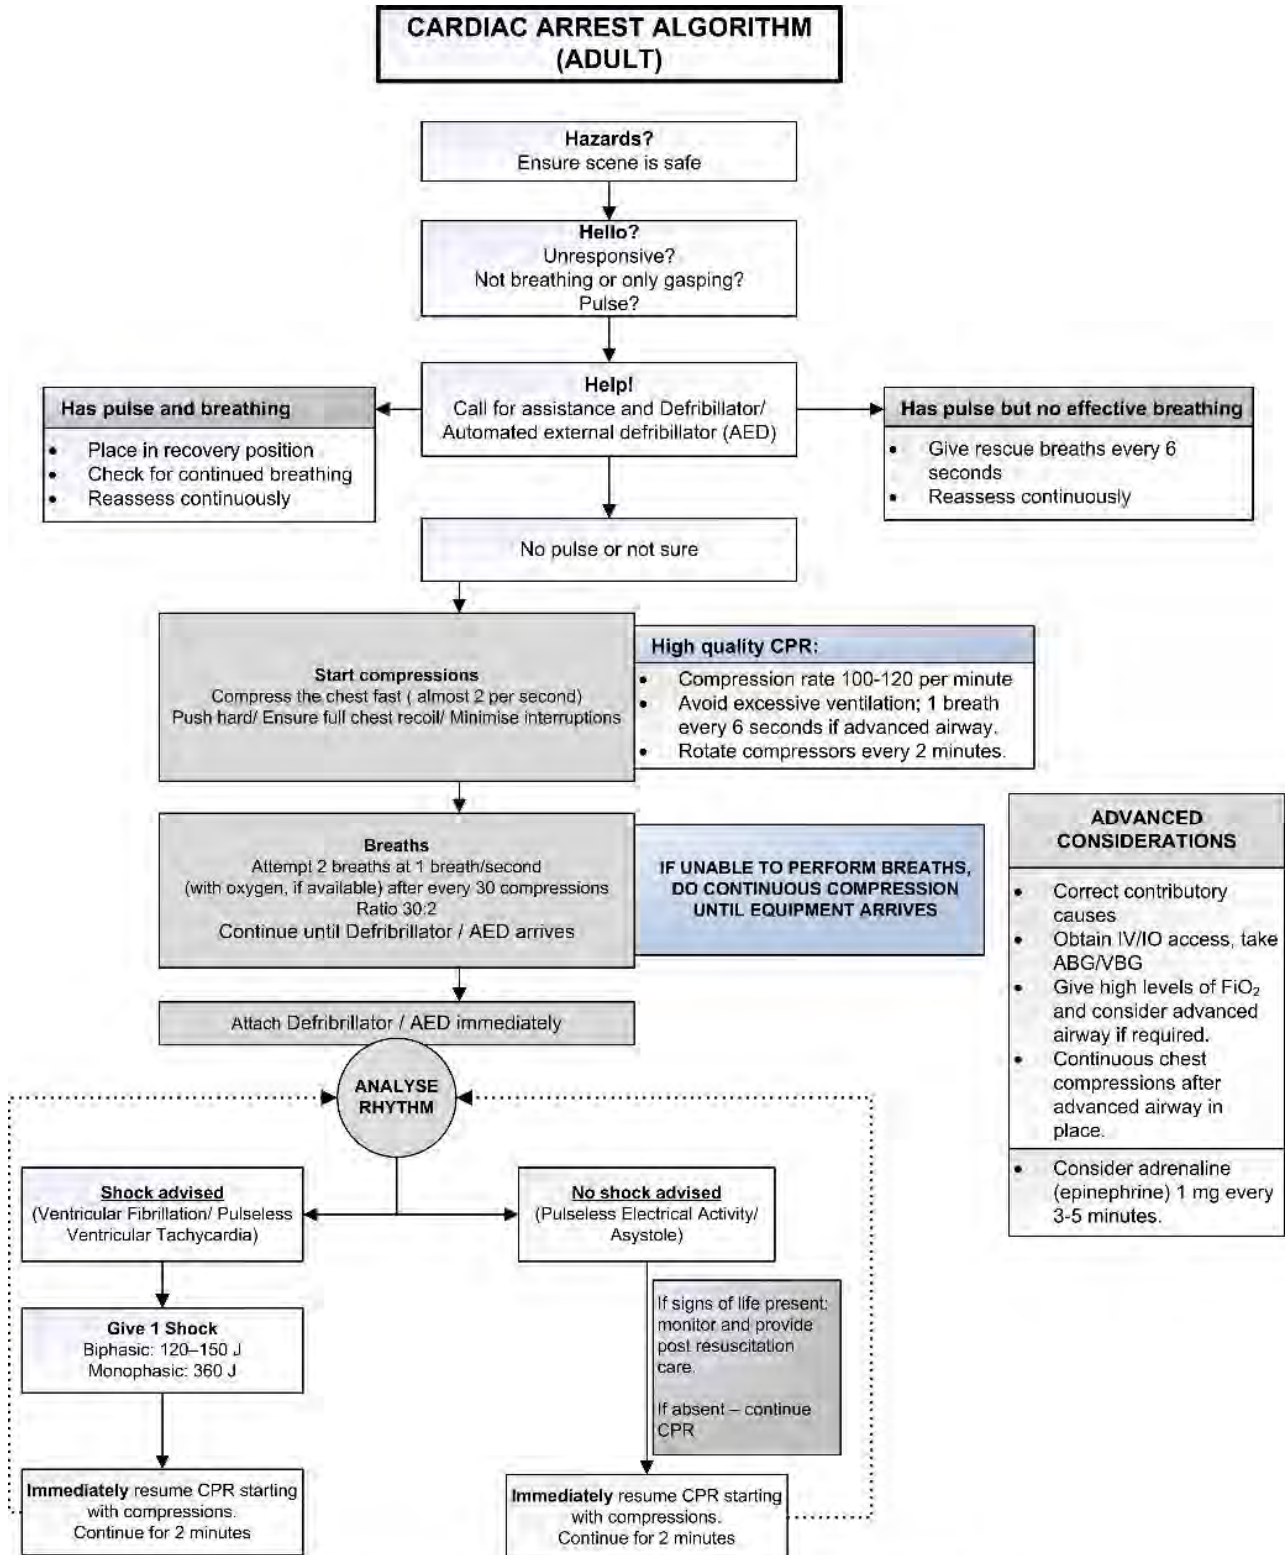 CARDIAC ARREST ALGORITHM
(ADULT)
Hazards?
Ensure scene is safe
Hello?
Unresponsive?
Not breathing or only gasping?
Pulse?
Help!
Call for assistance and Defribillator/
Automated external defribillator (AED)
Has pulse and breathing
• Place in recovery position
• Check for continued breathing
• Reassess continuously
Has pulse but no effective breathing
• Give rescue breaths every 6
seconds
• Reassess continuously
No pulse or not sure
Start compressions
Compress the chest fast ( almost 2 per second)
Push hard/ Ensure full chest recoil/ Minimise interruptions
High quality CPR:
• Compression rate 100-120 per minute
• Avoid excessive ventilation; 1 breath
every 6 seconds if advanced airway.
• Rotate compressors every 2 minutes.
Breaths
Attempt 2 breaths at 1 breath/second
(with oxygen, if available) after every 30 compressions
Ratio 30:2
Continue until Defribrillator / AED arrives
IF UNABLE TO PERFORM BREATHS,
DO CONTINUOUS COMPRESSION
UNTIL EQUIPMENT ARRIVES
ADVANCED
CONSIDERATIONS
• Correct contributory
causes
• Obtain IV/IO access, take
ABG/VBG
• Give high levels of FiO₂
and consider advanced
airway if required.
• Continuous chest
compressions after
advanced airway in
place.
• Consider adrenaline
(epinephrine) 1 mg every
3-5 minutes.
Attach Defribrillator / AED immediately
ANALYSE
RHYTHM
Shock advised
(Ventricular Fibrillation/ Pulseless
Ventricular Tachycardia)
No shock advised
(Pulseless Electrical Activity/
Asystole)
Give 1 Shock
Biphasic: 120–150 J
Monophasic: 360 J
If signs of life present:
monitor and provide
post resuscitation
care.
If absent – continue
CPR
Immediately resume CPR starting
with compressions.
Continue for 2 minutes
Immediately resume CPR starting
with compressions.
Continue for 2 minutes